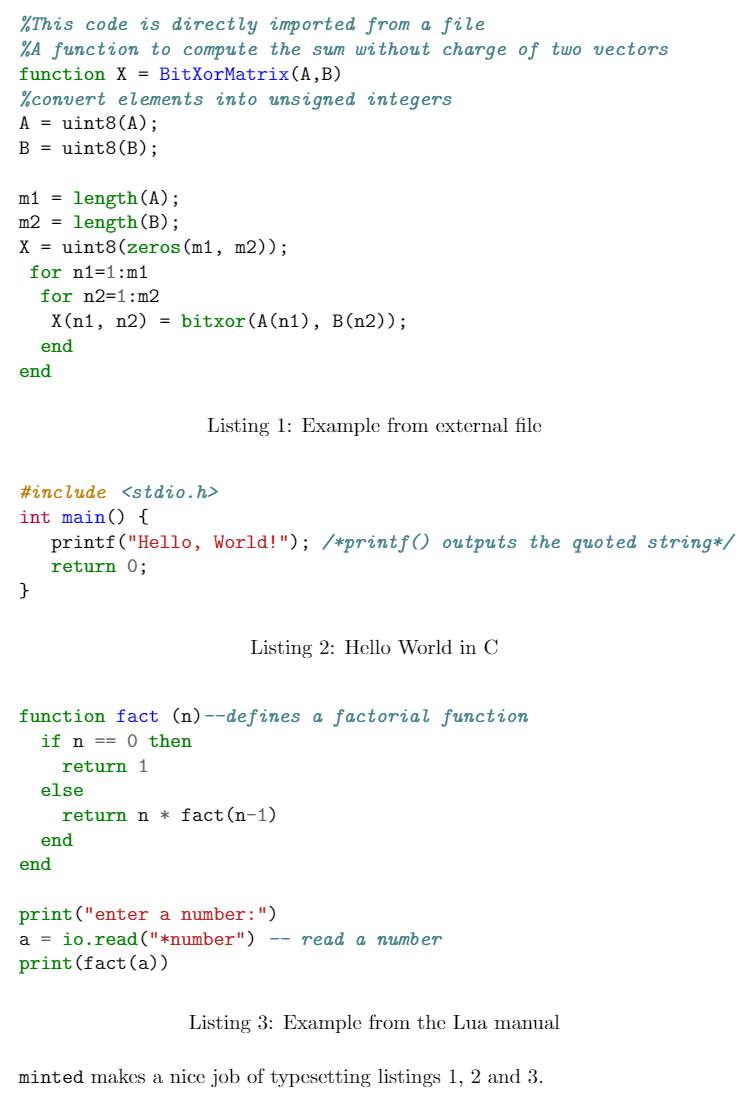 %This code is directly imported from a file
%A function to compute the sum without charge of two vectors
function X = BitXorMatrix(A,B)
%convert elements into unsigned integers
A = uint8(A);
B = uint8(B);

m1 = length(A);
m2 = length(B);
X = uint8(zeros(m1, m2));
 for n1=1:m1
  for n2=1:m2
   X(n1, n2) = bitxor(A(n1), B(n2));
  end
end

Listing 1: Example from external file

#include <stdio.h>
int main() {
   printf("Hello, World!"); /*printf() outputs the quoted string*/
   return 0;
}

Listing 2: Hello World in C

function fact (n)--defines a factorial function
  if n == 0 then
    return 1
  else
    return n * fact(n-1)
  end
end

print("enter a number:")
a = io.read("*number") -- read a number
print(fact(a))

Listing 3: Example from the Lua manual

minted makes a nice job of typesetting listings 1, 2 and 3.